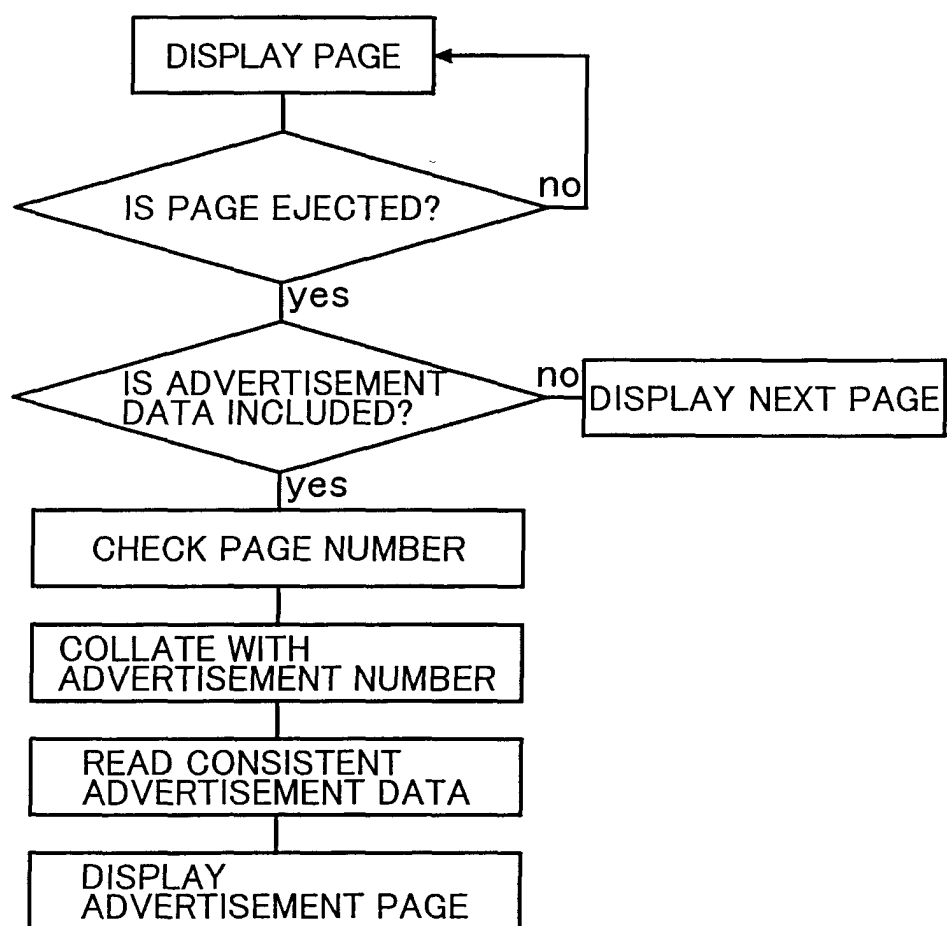 DISPLAY PAGE
IS PAGE EJECTED?
no
yes
IS ADVERTISEMENT
DATA INCLUDED?
no
DISPLAY NEXT PAGE
yes
CHECK PAGE NUMBER
COLLATE WITH
ADVERTISEMENT NUMBER
READ CONSISTENT
ADVERTISEMENT DATA
DISPLAY
ADVERTISEMENT PAGE